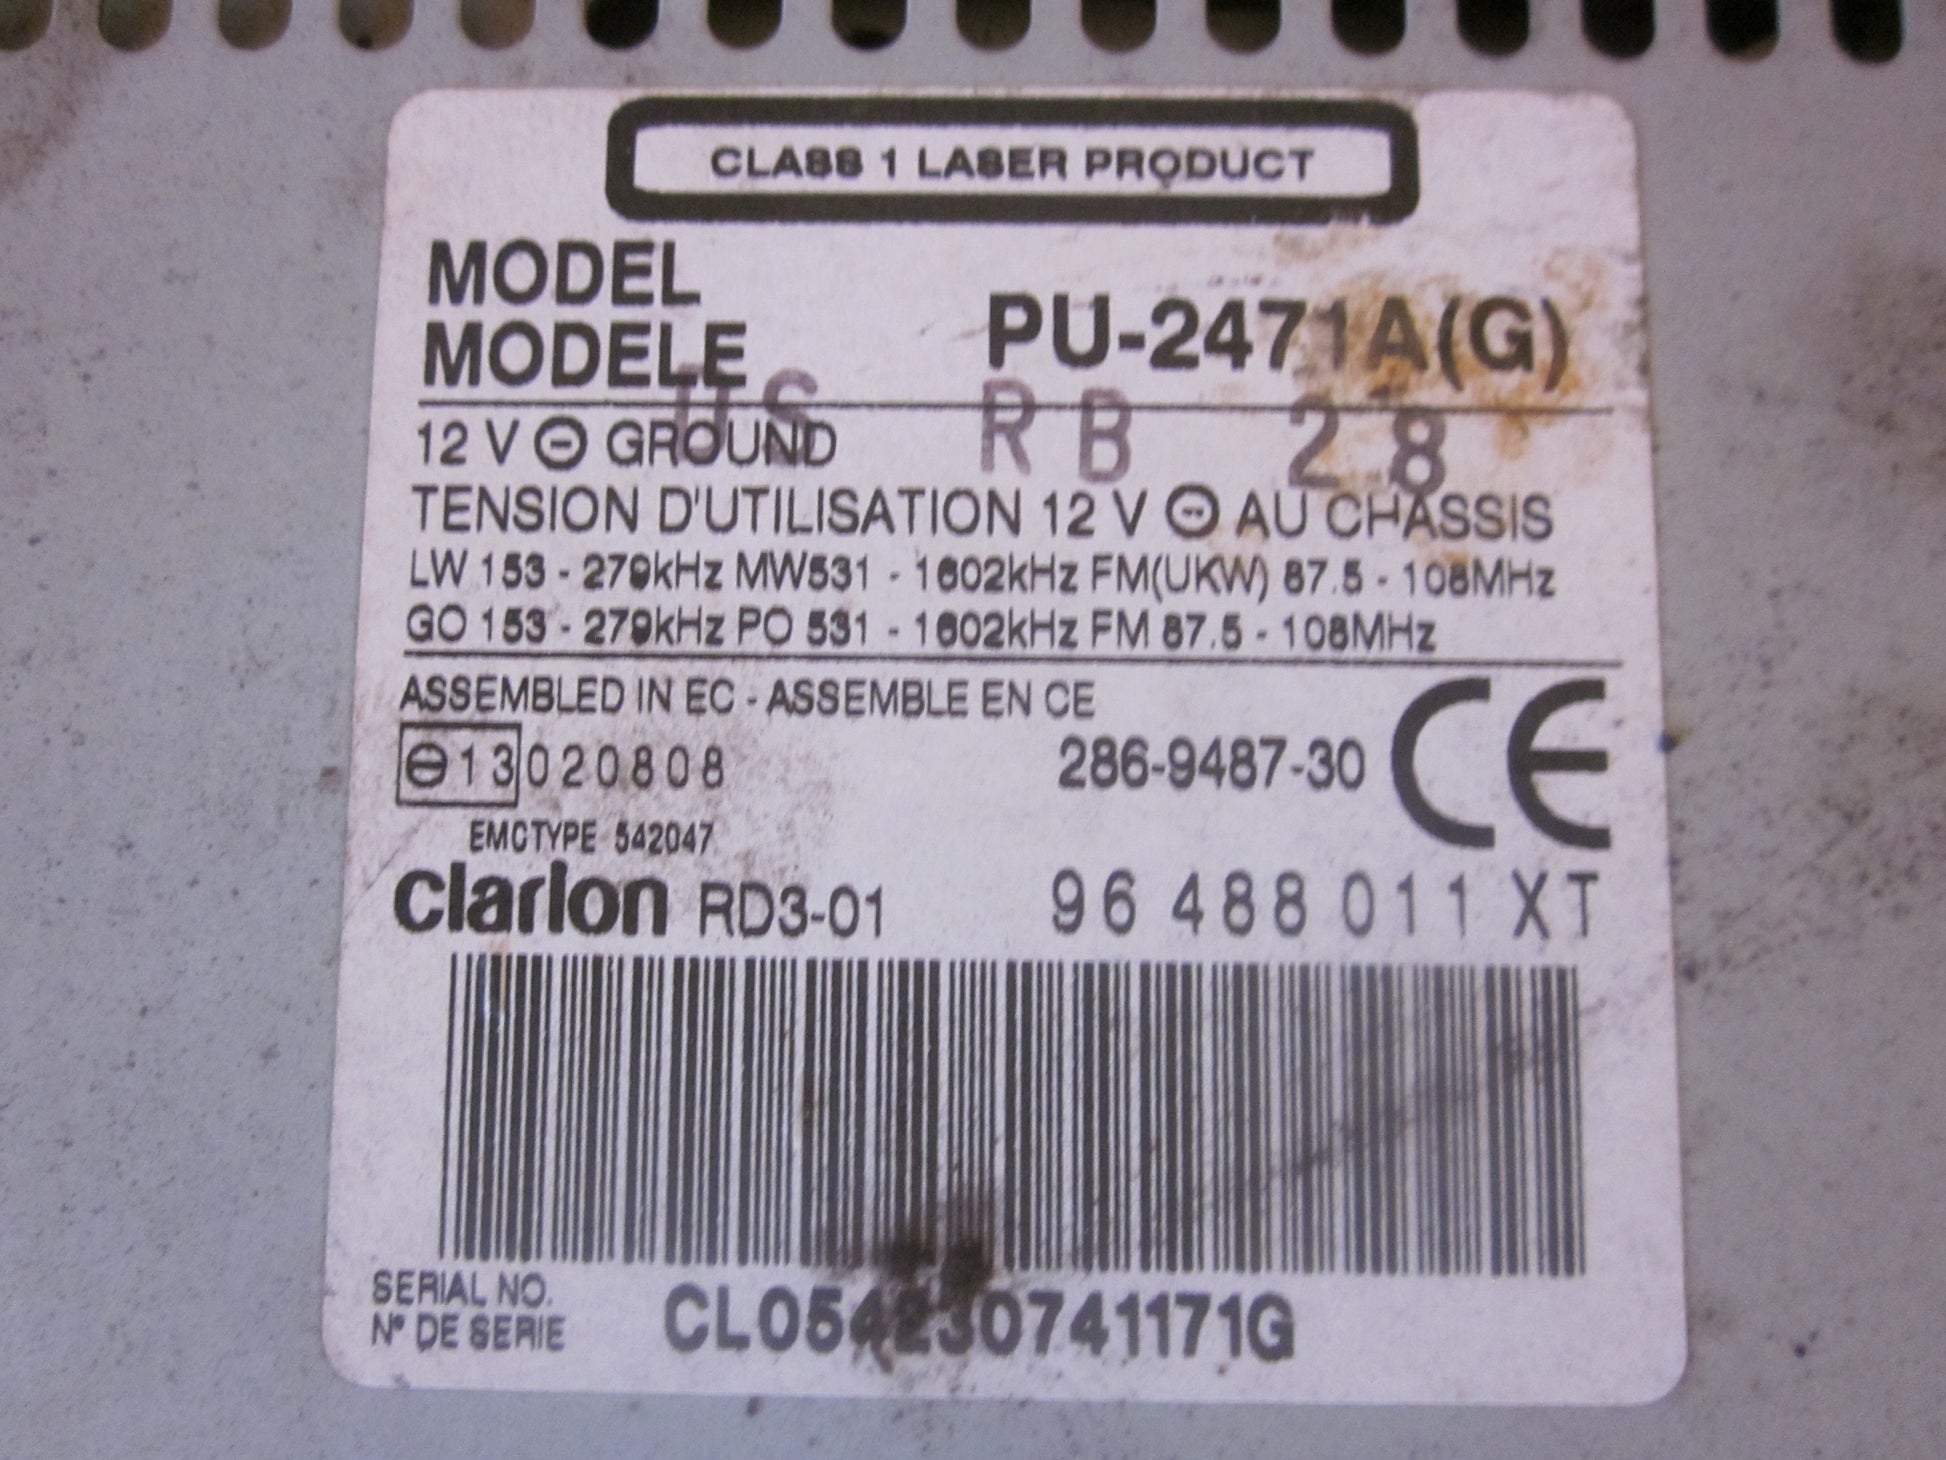 CLASS 1 LASER PRODUCT
MODEL
MODELE
PU-2471A(G)
US RB 28
12 V ⊖ GROUND
TENSION D'UTILISATION 12 V ⊖ AU CHASSIS
LW 153 - 279kHz MW531 - 1602kHz FM(UKW) 87.5 - 108MHz
GO 153 - 279kHz PO 531 - 1602kHz FM 87.5 - 108MHz
ASSEMBLED IN EC - ASSEMBLE EN CE
⊖13 020808 286-9487-30 CE
EMCTYPE 542047
clarion RD3-01 96 488 011 XT
SERIAL NO.
N° DE SERIE
CL054230741171G